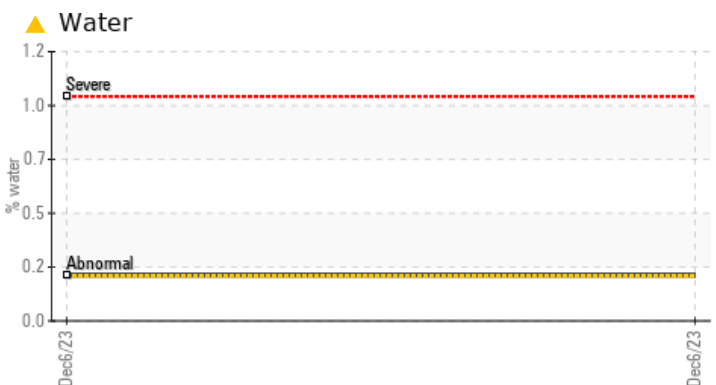 Water
1.2
Severe
1.0
0.7
% water
0.5
Abnormal
0.2
0.0
Dec6/23
Dec6/23